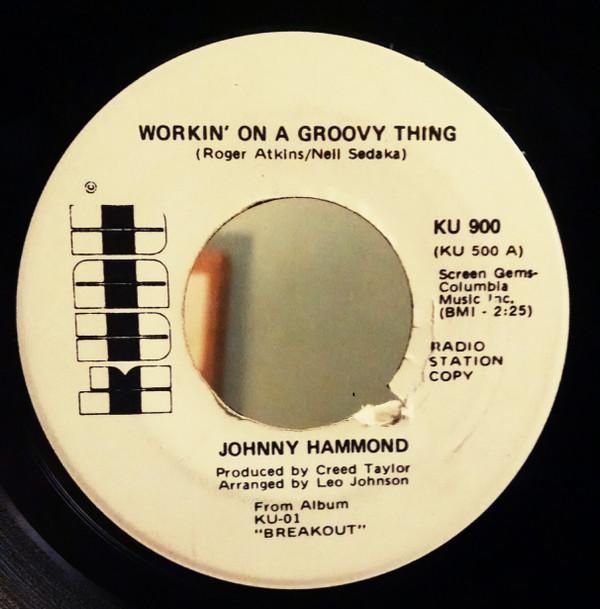 WORKIN' ON A GROOVY THING
(Roger Atkins/Neil Sedaka)
®
KUDU
KU 900
(KU 500 A)
Screen Gems-
Columbia
Music Inc.
(BMI - 2:25)
RADIO
STATION
COPY
JOHNNY HAMMOND
Produced by Creed Taylor
Arranged by Leo Johnson
From Album
KU-01
"BREAKOUT"